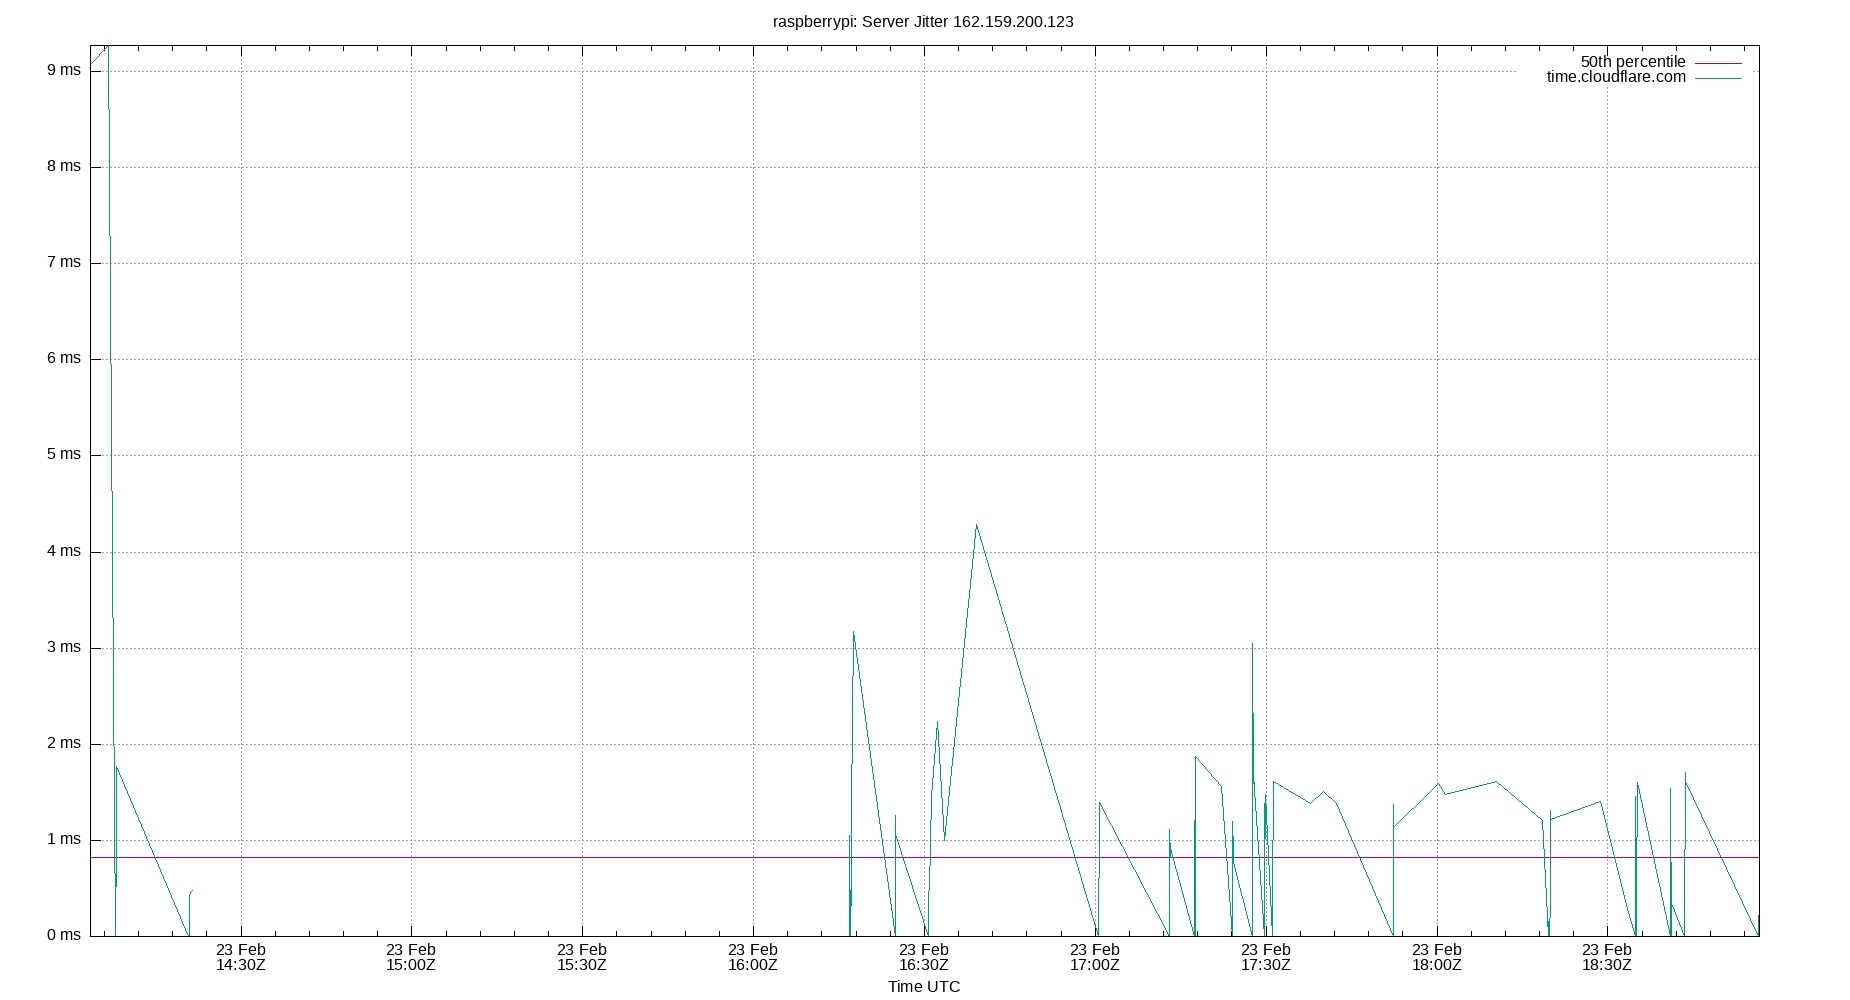 raspberrypi: Server Jitter 162.159.200.123
50th percentile
time.cloudflare.com
9 ms
8 ms
7 ms
6 ms
5 ms
4 ms
3 ms
2 ms
1 ms
0 ms
23 Feb 23 Feb 23 Feb 23 Feb 23 Feb 23 Feb 23 Feb 23 Feb 23 Feb
14:30Z 15:00Z 15:30Z 16:00Z 16:30Z 17:00Z 17:30Z 18:00Z 18:30Z
Time UTC